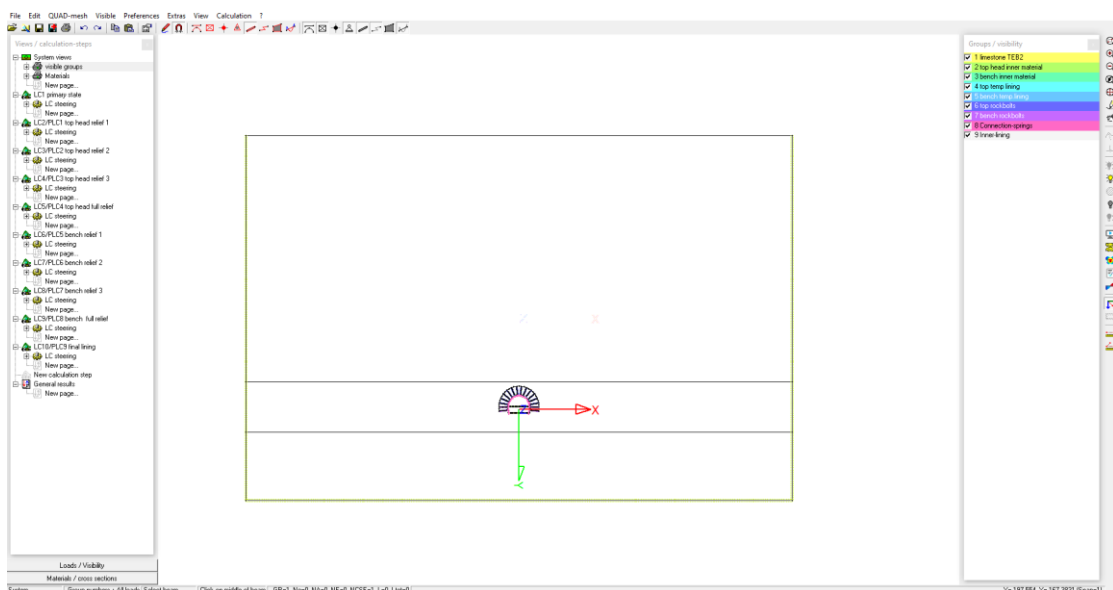 File Edit QUAD-mesh Visible Preferences Extras View Calculation ?
Views / calculation-steps
System views
visible groups
Materials
New page...
LC1 primary state
LC steering
New page...
LC2/PLC1 top head relief 1
LC steering
New page...
LC3/PLC2 top head relief 2
LC steering
New page...
LC4/PLC3 top head relief 3
LC steering
New page...
LC5/PLC4 top head full relief
LC steering
New page...
LC6/PLC5 bench relief 1
LC steering
New page...
LC7/PLC6 bench relief 2
LC steering
New page...
LC8/PLC7 bench relief 3
LC steering
New page...
LC9/PLC8 bench full relief
LC steering
New page...
LC10/PLC9 final lining
LC steering
New page...
New calculation step
General results
New page...
Loads / Visibility
Materials / cross sections
Z X
X
Y
Groups / visibility
1 limestone TEB2
2 top head inner material
3 bench inner material
4 top temp lining
5 bench temp lining
6 top rockbolts
7 bench rockbolts
8 Connection-springs
9 Inner-lining